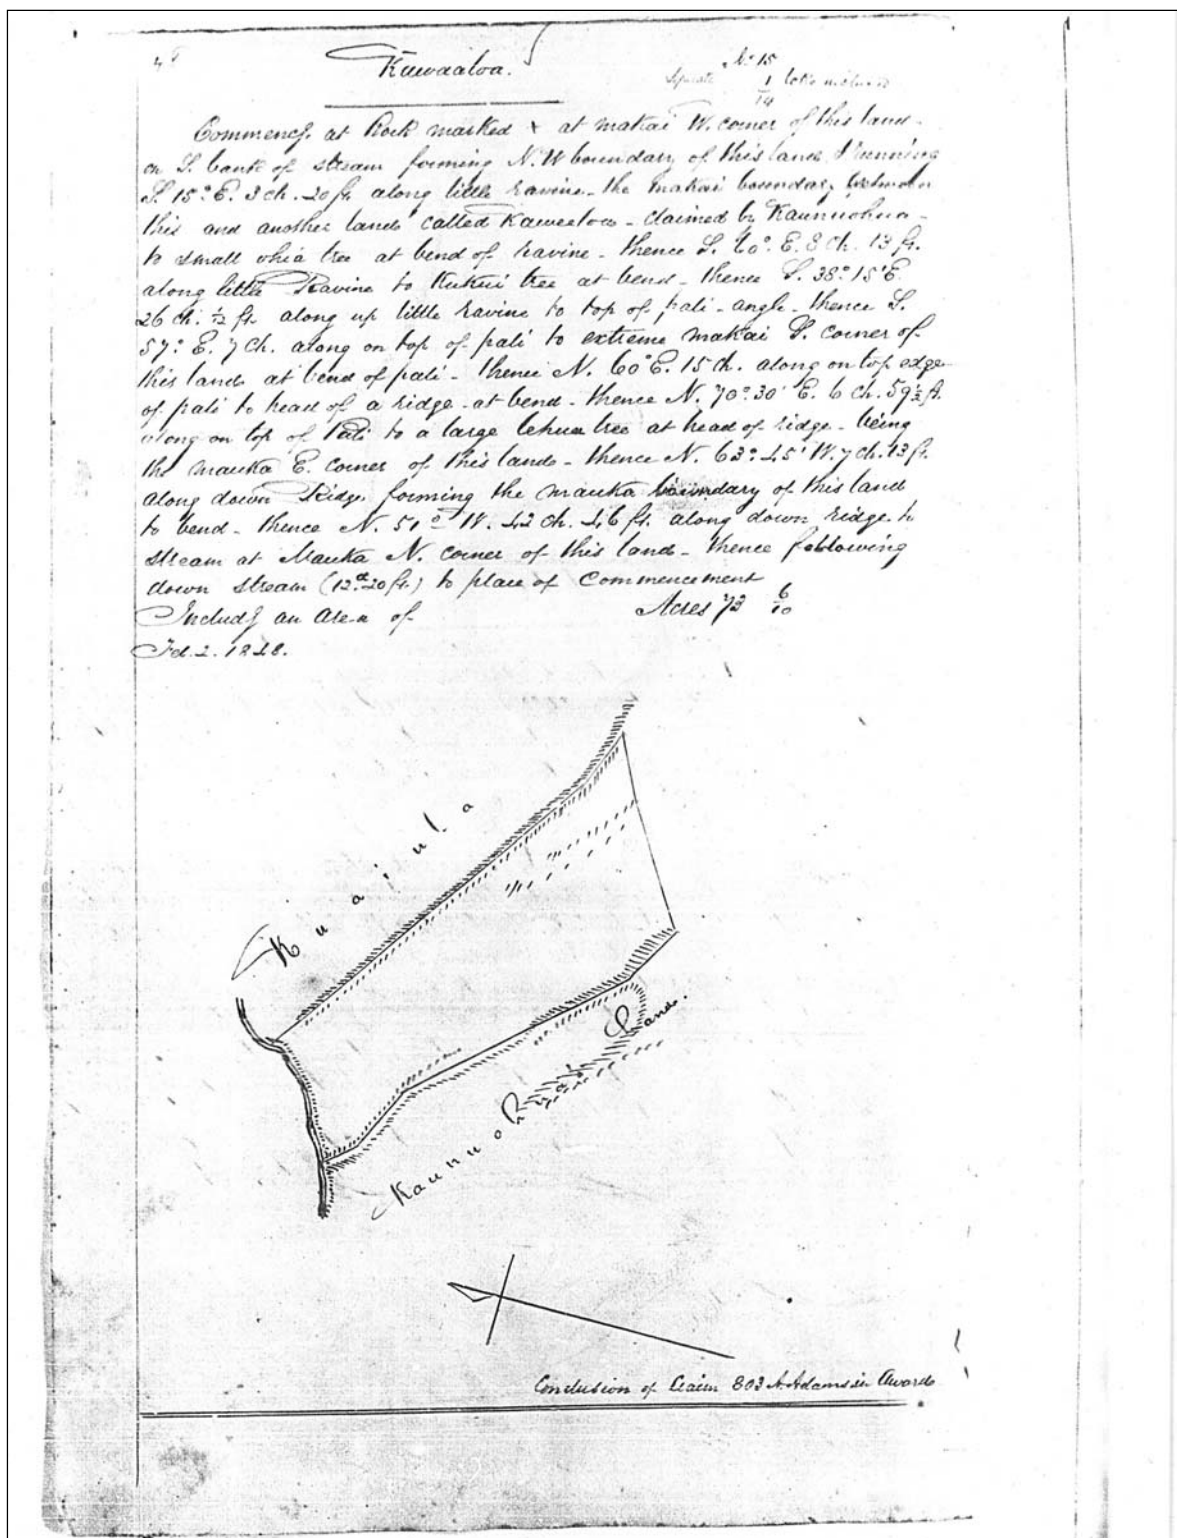 Kuwaaloa.
No 15
1/14
Commencg. at Rock marked + at makai W. corner of this land
on S. bank of stream forming N.W boundary of this land, & running
S. 15° E. 3 ch. 20 ft. along little ravine - the makai boundary between
this and another land called - claimed by
to small ohia tree at bend of ravine - thence S. 60° E. 3 ch. 13 ft.
along little Ravine to Kukui tree at bend - thence S. 38° 15' E.
26 ch. ½ ft. along up little ravine to top of pali - angle - thence S.
57° E. 7 ch. along on top of pali to extreme makai S. corner of
this land at bend of pali - thence N. 60° E. 15 ch. along on top edge
of pali to head of a ridge - at bend - thence N. 70° 30' E. 6 ch. 59½ ft.
along on top of Pali to a large lehua tree at head of ridge - being
the mauka E. corner of this land - thence N. 63° 45' W. 7 ch. 13 ft.
along down Ridge forming the mauka boundary of this land
to bend - thence N. 51° W. 42 ch. 46 ft. along down ridge to
stream at Mauka N. corner of this land - thence following
down stream (12 ch 20 ft.) to place of commencement
Includg an area of Acres 73 6/10
Feb. 2. 1848.
Land.
Conclusion of Claim 803 A. Adams in Awards